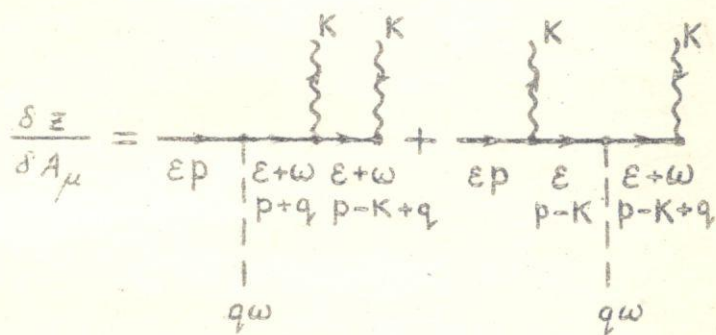 K K K K
δΣ/δA_μ = +
εp ε+ω ε+ω εp ε ε+ω
p+q p-K+q p-K p-K+q
qω qω